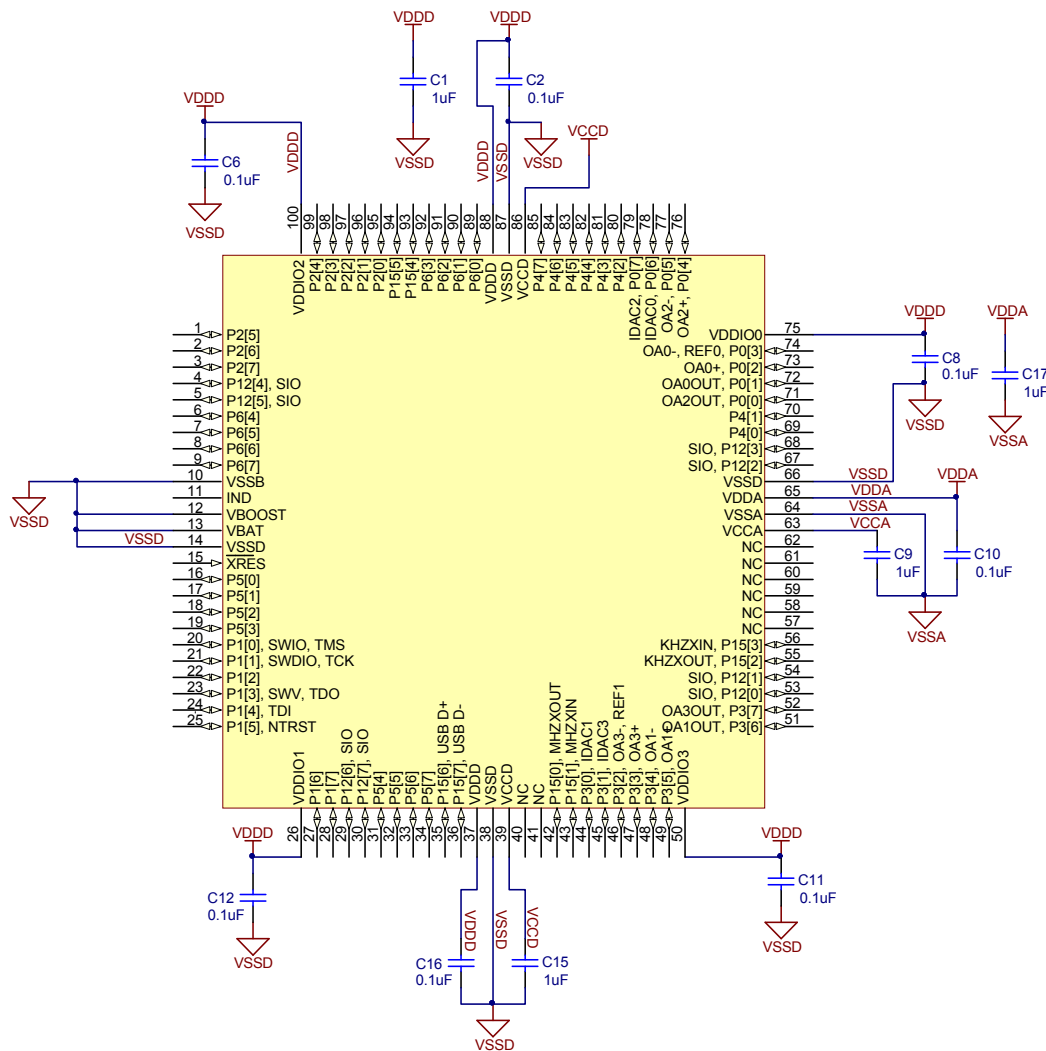 VDDD
VDDD
C1
1uF
C2
0.1uF
VDDD
VCCD
VSSD
VSSD
VDDD
VDDD
VSSD
C6
0.1uF
VSSD
100
99
98
97
96
95
94
93
92
91
90
89
88
87
86
85
84
83
82
81
80
79
78
77
76
VDDIO2
P2[4]
P2[3]
P2[2]
P2[1]
P2[0]
P15[5]
P15[4]
P6[3]
P6[2]
P6[1]
P6[0]
VDDD
VSSD
VCCD
P4[7]
P4[6]
P4[5]
P4[4]
P4[3]
P4[2]
IDAC2, P0[7]
IDAC0, P0[6]
OA2-, P0[5]
OA2+, P0[4]
1 P2[5]
2 P2[6]
3 P2[7]
4 P12[4], SIO
5 P12[5], SIO
6 P6[4]
7 P6[5]
8 P6[6]
9 P6[7]
10 VSSB
11 IND
12 VBOOST
13 VBAT
VSSD 14 VSSD
15 XRES
16 P5[0]
17 P5[1]
18 P5[2]
19 P5[3]
20 P1[0], SWIO, TMS
21 P1[1], SWDIO, TCK
22 P1[2]
23 P1[3], SWV, TDO
24 P1[4], TDI
25 P1[5], NTRST
VSSD
VDDIO0 75
OA0-, REF0, P0[3] 74
OA0+, P0[2] 73
OA0OUT, P0[1] 72
OA2OUT, P0[0] 71
P4[1] 70
P4[0] 69
SIO, P12[3] 68
SIO, P12[2] 67
VSSD 66 VSSD
VDDA 65 VDDA
VSSA 64 VSSA
VCCA 63 VCCA
NC 62
NC 61
NC 60
NC 59
NC 58
NC 57
KHZXIN, P15[3] 56
KHZXOUT, P15[2] 55
SIO, P12[1] 54
SIO, P12[0] 53
OA3OUT, P3[7] 52
OA1OUT, P3[6] 51
VDDD
VDDA
C8
0.1uF
C17
1uF
VSSD
VSSA
VDDA
C9
1uF
C10
0.1uF
VSSA
VDDIO1
P1[6]
P1[7]
P12[6], SIO
P12[7], SIO
P5[4]
P5[5]
P5[6]
P5[7]
P15[6], USB D+
P15[7], USB D-
VDDD
VSSD
VCCD
NC
NC
P15[0], MHZXOUT
P15[1], MHZXIN
P3[0], IDAC1
P3[1], IDAC3
P3[2], OA3-, REF1
P3[3], OA3+
P3[4], OA1-
P3[5], OA1+
VDDIO3
26
27
28
29
30
31
32
33
34
35
36
37
38
39
40
41
42
43
44
45
46
47
48
49
50
VDDD
C12
0.1uF
VSSD
VDDD
VSSD
VCCD
C16
0.1uF
C15
1uF
VSSD
VDDD
C11
0.1uF
VSSD